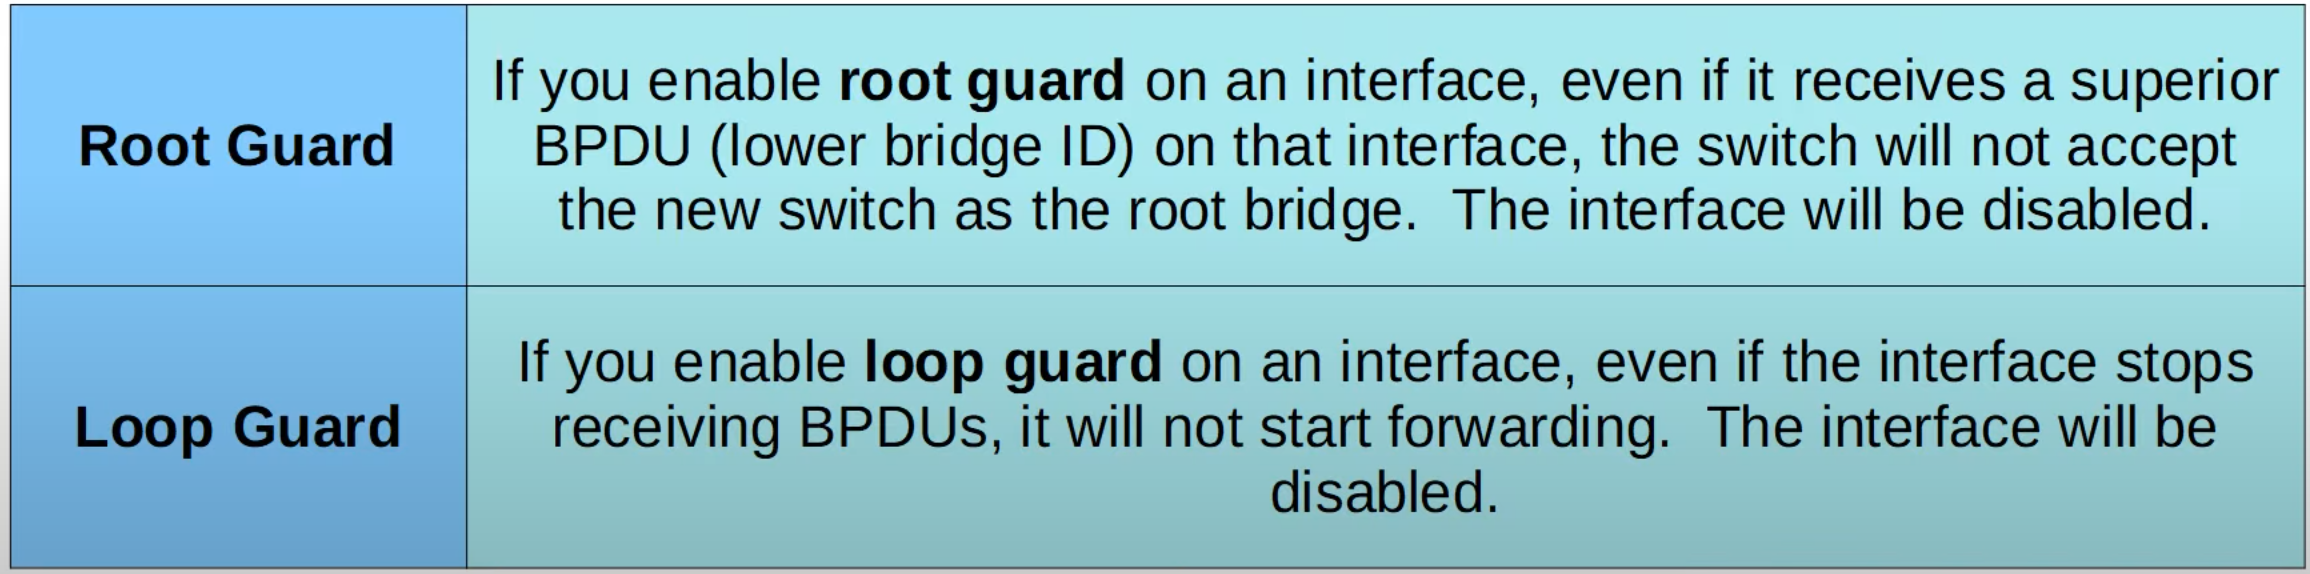 Root Guard
If you enable root guard on an interface, even if it receives a superior
BPDU (lower bridge ID) on that interface, the switch will not accept
the new switch as the root bridge.  The interface will be disabled.
Loop Guard
If you enable loop guard on an interface, even if the interface stops
receiving BPDUs, it will not start forwarding.  The interface will be
disabled.